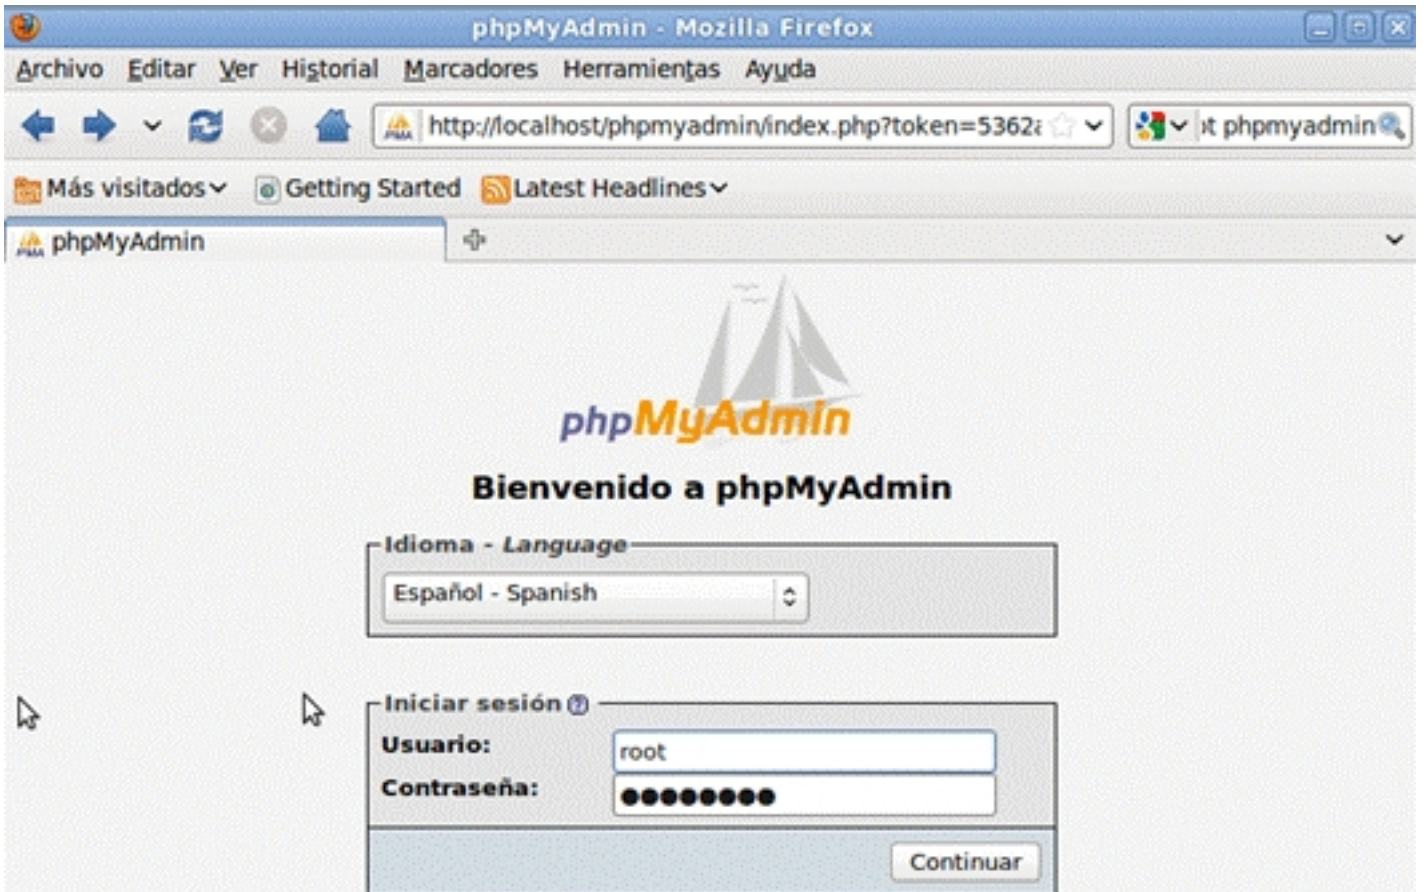 phpMyAdmin - Mozilla Firefox
Archivo Editar Ver Historial Marcadores Herramientas Ayuda
http://localhost/phpmyadmin/index.php?token=5362 phpmyadmin
Más visitados Getting Started Latest Headlines
phpMyAdmin
phpMyAdmin
Bienvenido a phpMyAdmin
Idioma - Language
Español - Spanish
Iniciar sesión
Usuario: root
Contraseña: ●●●●●●●●
Continuar